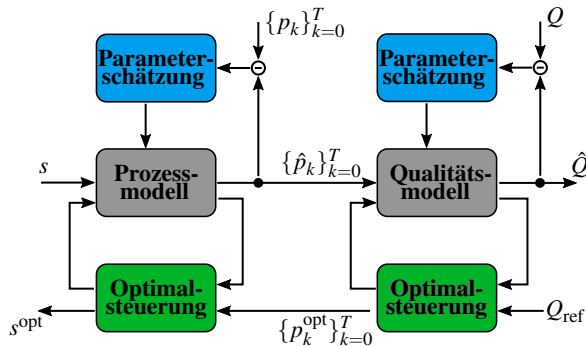 {p_k}_{k=0}^T
Q
Parameter-
schätzung
Parameter-
schätzung
s
Prozess-
modell
{p̂_k}_{k=0}^T
Qualitäts-
modell
Q̂
Optimal-
steuerung
Optimal-
steuerung
s^opt
{p_k^opt}_{k=0}^T
Q_ref